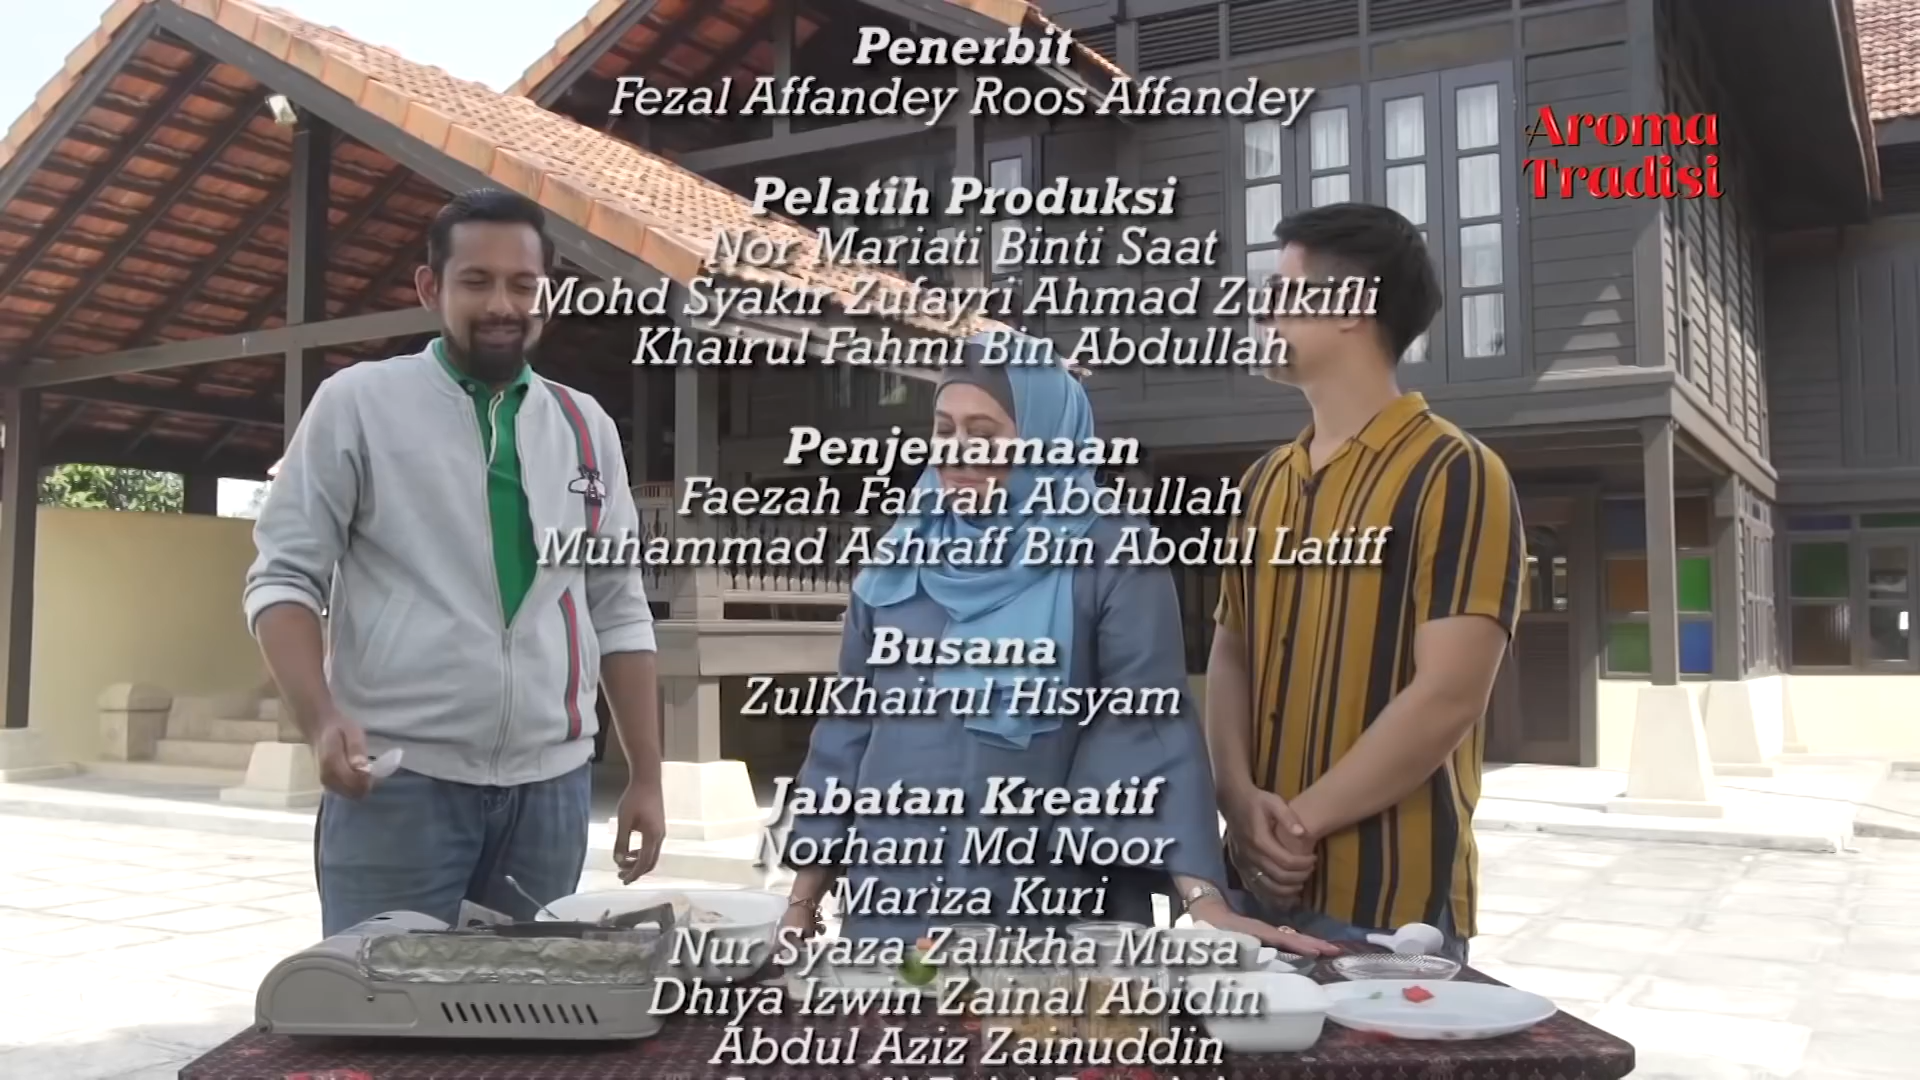 Penerbit
Fezal Affandey Roos Affandey
Aroma
Tradisi
Pelatih Produksi
Nor Mariati Binti Saat
Mohd Syakir Zufayri Ahmad Zulkifli
Khairul Fahmi Bin Abdullah
Penjenamaan
Faezah Farrah Abdullah
Muhammad Ashraff Bin Abdul Latiff
Busana
ZulKhairul Hisyam
Jabatan Kreatif
Norhani Md Noor
Mariza Kuri
Nur Syaza Zalikha Musa
Dhiya Izwin Zainal Abidin
Abdul Aziz Zainuddin